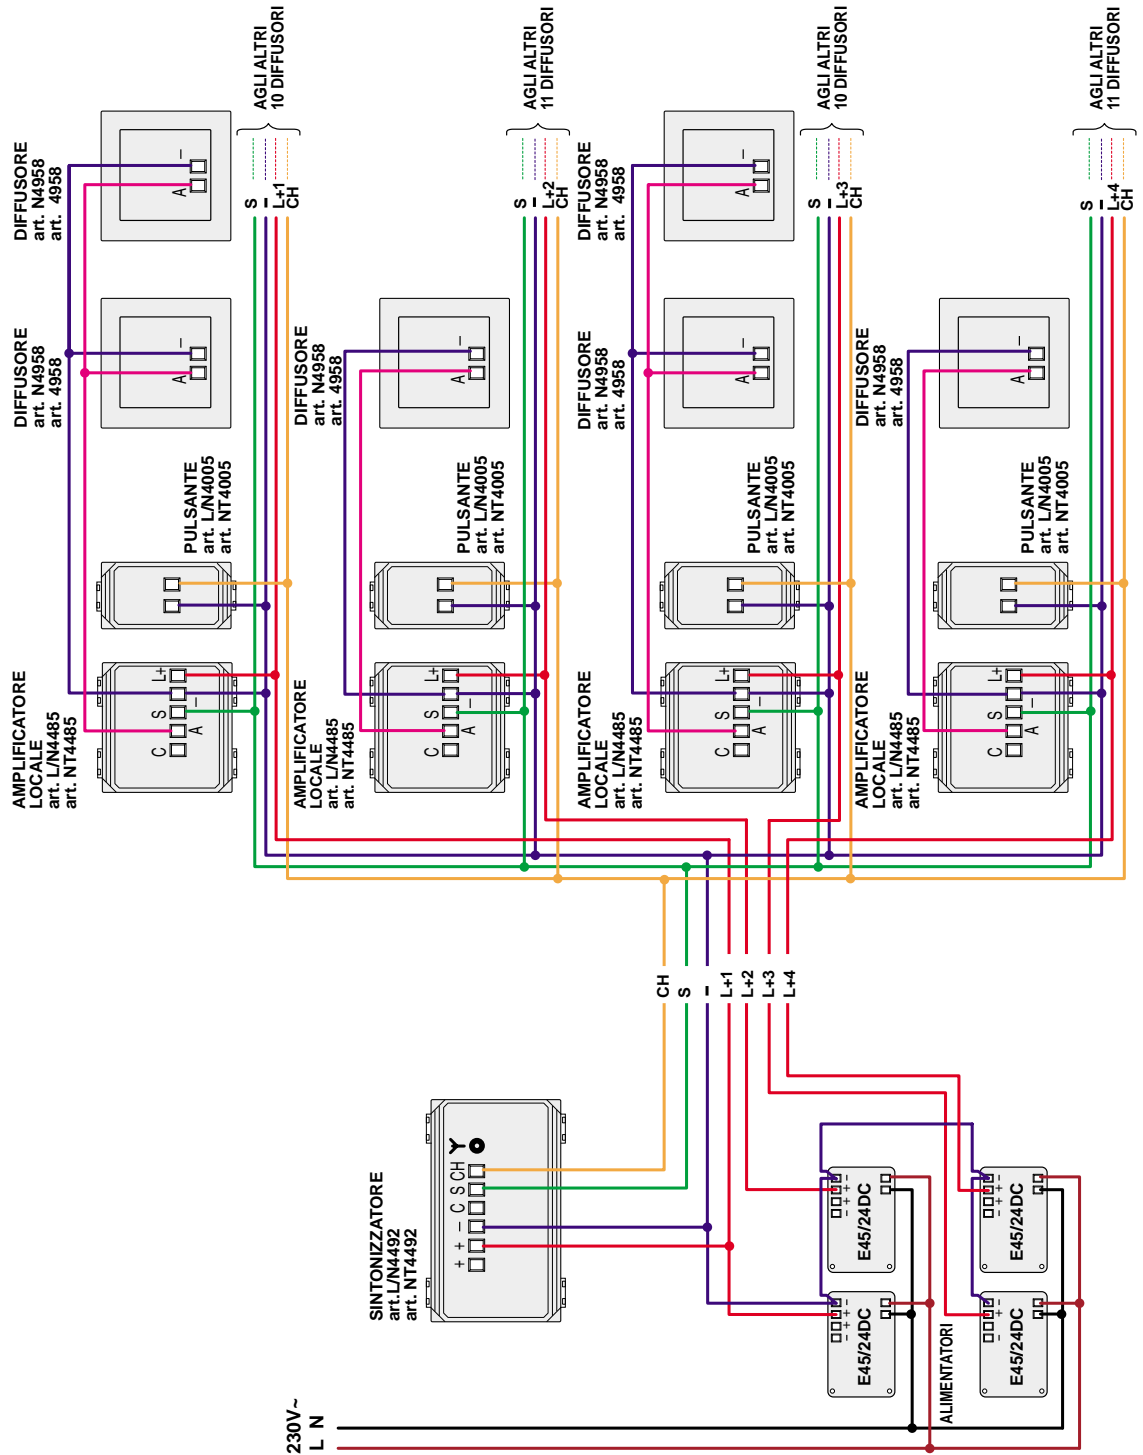 DIFFUSORE
art. N4958
art. 4958
DIFFUSORE
art. N4958
art. 4958
PULSANTE
art. L/N4005
art. NT4005
AMPLIFICATORE
LOCALE
art. L/N4485
art. NT4485
A
–
A
–
C
A
S
–
L+
S
–
L+1
CH
AGLI ALTRI
10 DIFFUSORI
DIFFUSORE
art. N4958
art. 4958
PULSANTE
art. L/N4005
art. NT4005
AMPLIFICATORE
LOCALE
art. L/N4485
art. NT4485
A
–
C
A
S
–
L+
S
–
L+2
CH
AGLI ALTRI
11 DIFFUSORI
DIFFUSORE
art. N4958
art. 4958
DIFFUSORE
art. N4958
art. 4958
PULSANTE
art. L/N4005
art. NT4005
AMPLIFICATORE
LOCALE
art. L/N4485
art. NT4485
A
–
A
–
C
A
S
–
L+
S
–
L+3
CH
AGLI ALTRI
10 DIFFUSORI
DIFFUSORE
art. N4958
art. 4958
PULSANTE
art. L/N4005
art. NT4005
AMPLIFICATORE
LOCALE
art. L/N4485
art. NT4485
A
–
C
A
S
–
L+
S
–
L+4
CH
AGLI ALTRI
11 DIFFUSORI
CH
S
–
L+1
L+2
L+3
L+4
SINTONIZZATORE
art.L/N4492
art. NT4492
+ + - C S CH
- + + -
E45/24DC
- + + -
E45/24DC
- + + -
E45/24DC
- + + -
E45/24DC
ALIMENTATORI
230V~
L N